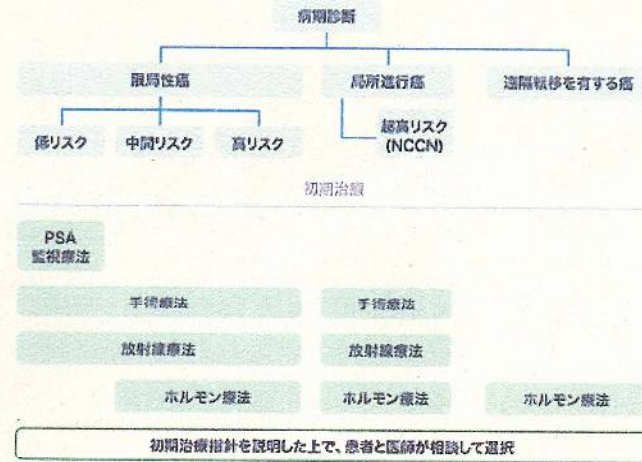 病期診断
限局性癌 局所進行癌 遠隔転移を有する癌
低リスク 中間リスク 高リスク 超高リスク
(NCCN)
初期治療
PSA
監視療法
手術療法 手術療法
放射線療法 放射線療法
ホルモン療法 ホルモン療法 ホルモン療法
初期治療指針を説明した上で、患者と医師が相談して選択